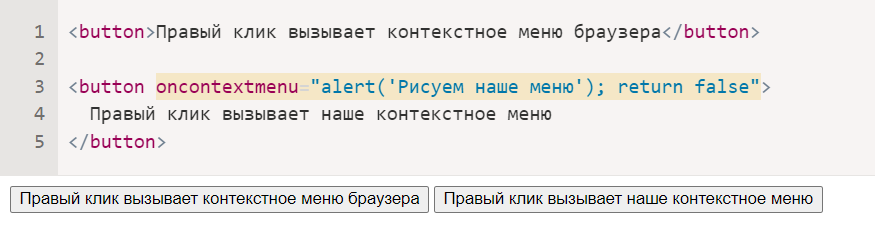 1 <button>Правый клик вызывает контекстное меню браузера</button>
2
3 <button oncontextmenu="alert('Рисуем наше меню'); return false">
4   Правый клик вызывает наше контекстное меню
5 </button>
Правый клик вызывает контекстное меню браузера Правый клик вызывает наше контекстное меню